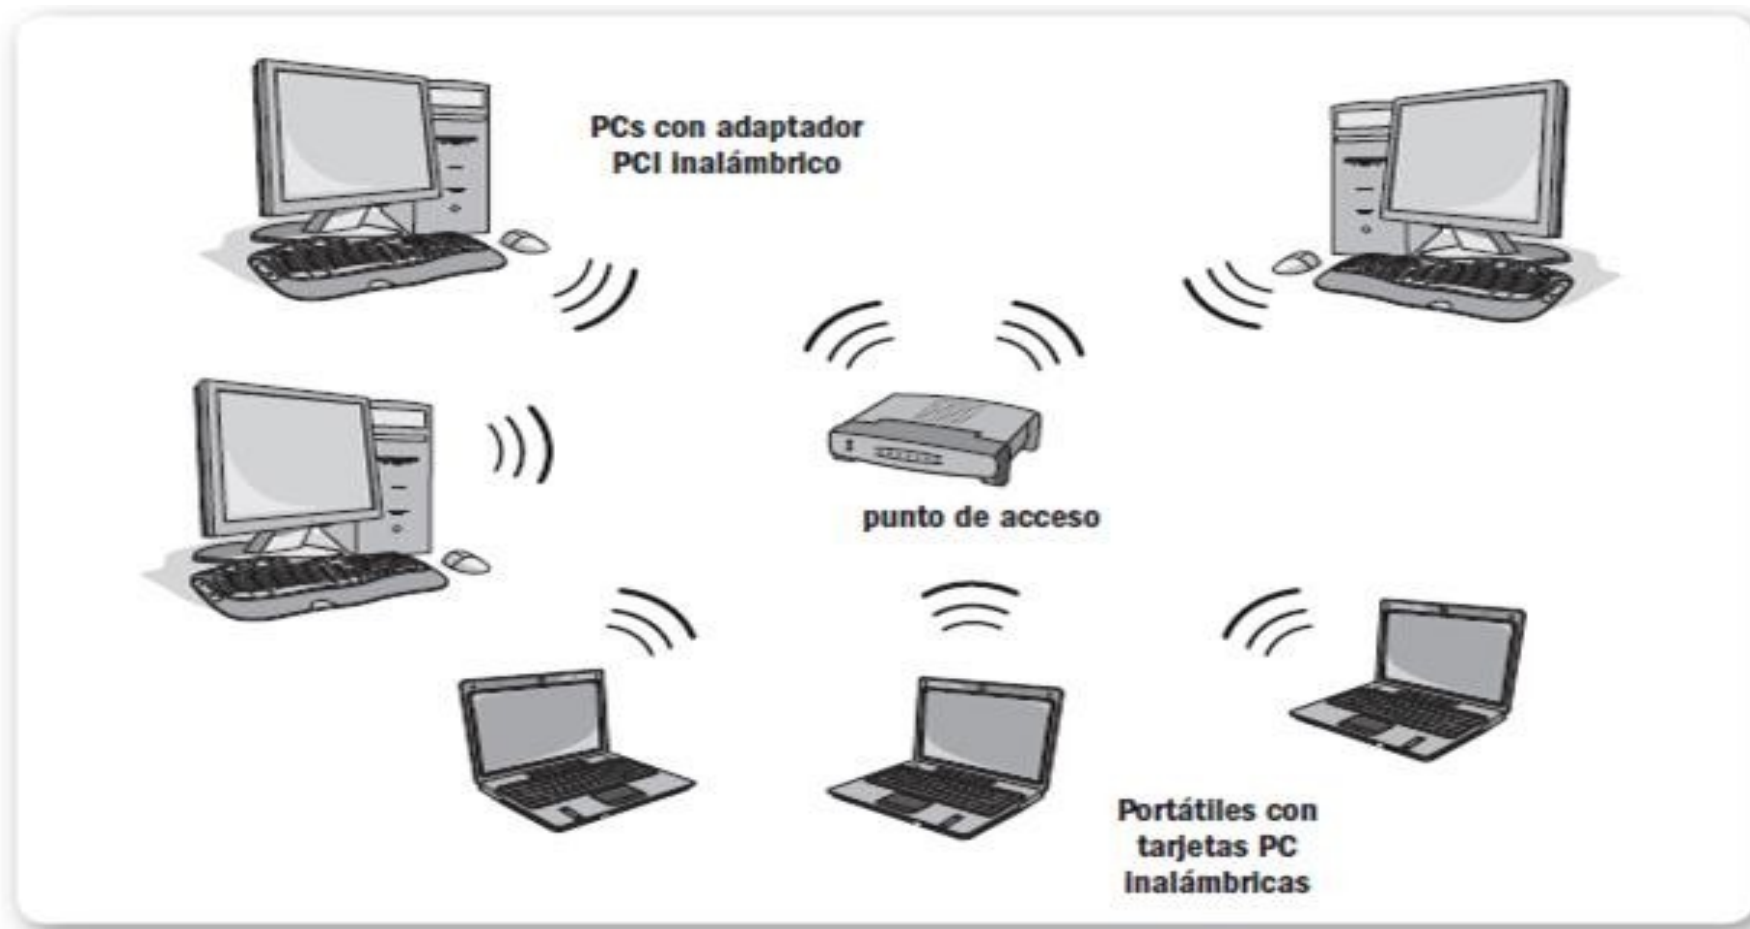 PCs con adaptador
PCI inalámbrico
punto de acceso
Portátiles con
tarjetas PC
inalámbricas